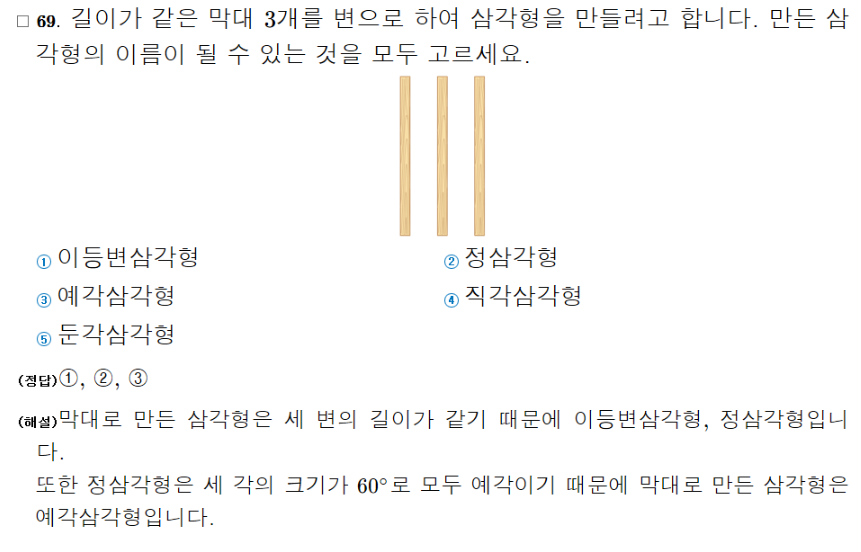 □ 69. 길이가 같은 막대 3개를 변으로 하여 삼각형을 만들려고 합니다. 만든 삼
각형의 이름이 될 수 있는 것을 모두 고르세요.
① 이등변삼각형 ② 정삼각형
③ 예각삼각형 ④ 직각삼각형
⑤ 둔각삼각형
(정답)①, ②, ③
(해설)막대로 만든 삼각형은 세 변의 길이가 같기 때문에 이등변삼각형, 정삼각형입니
다.
또한 정삼각형은 세 각의 크기가 60°로 모두 예각이기 때문에 막대로 만든 삼각형은
예각삼각형입니다.